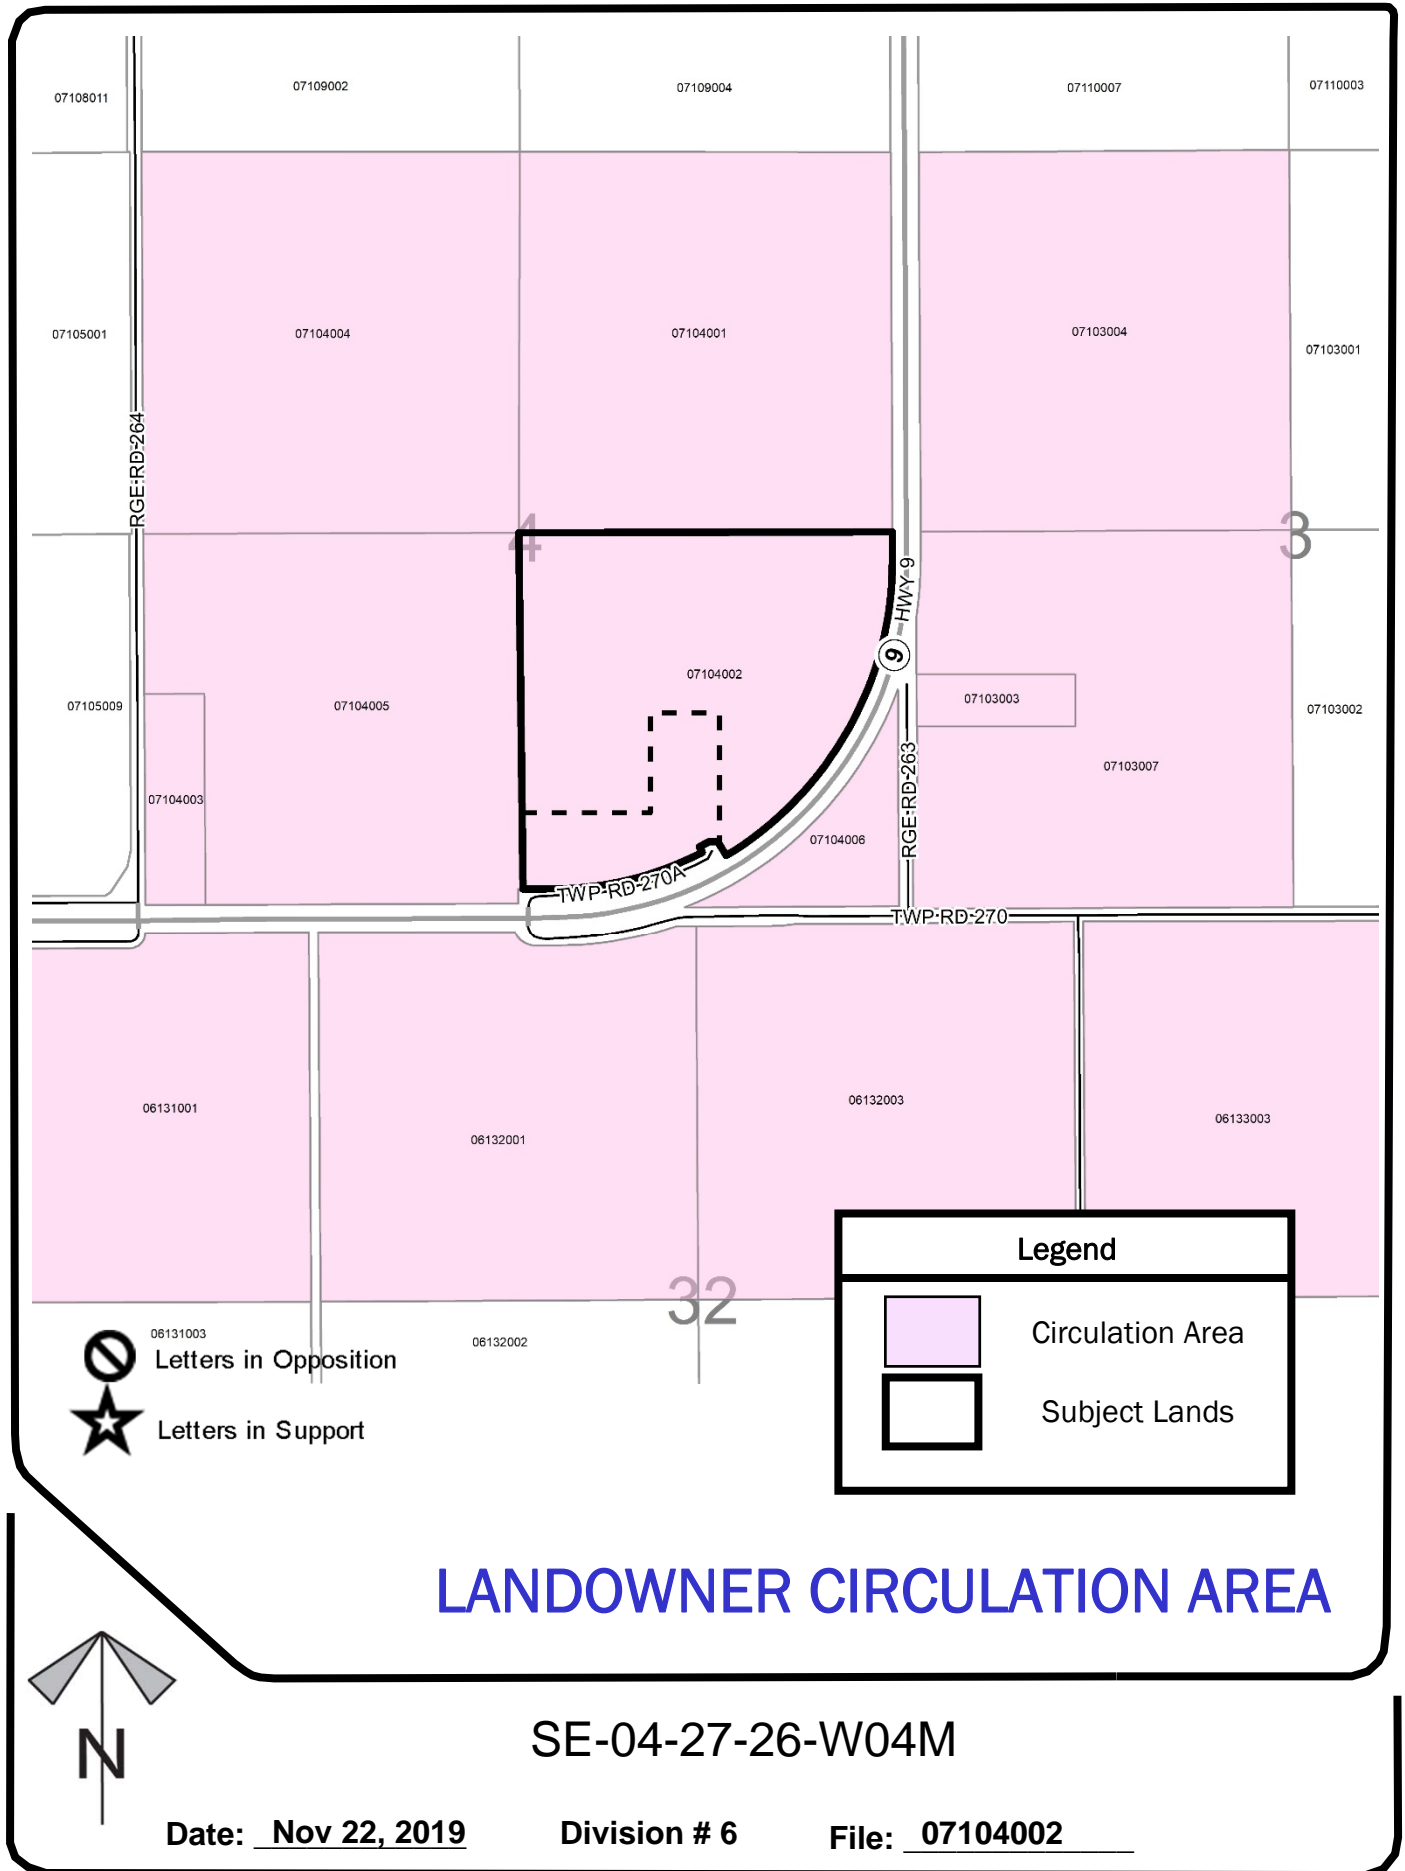 07108011
07109002
07109004
07110007
07110003
07105001
07104004
07104001
07103004
07103001
RGE RD 264
4
3
HWY 9
9
07105009
07104005
07104002
07103003
07103002
07103007
07104003
07104006
RGE RD 263
TWP RD 270A
TWP RD 270
06131001
06132001
06132003
06133003
32
06131003
06132002
Letters in Opposition
Letters in Support
Legend
Circulation Area
Subject Lands
LANDOWNER CIRCULATION AREA
N
SE-04-27-26-W04M
Date: Nov 22, 2019 Division # 6 File: 07104002